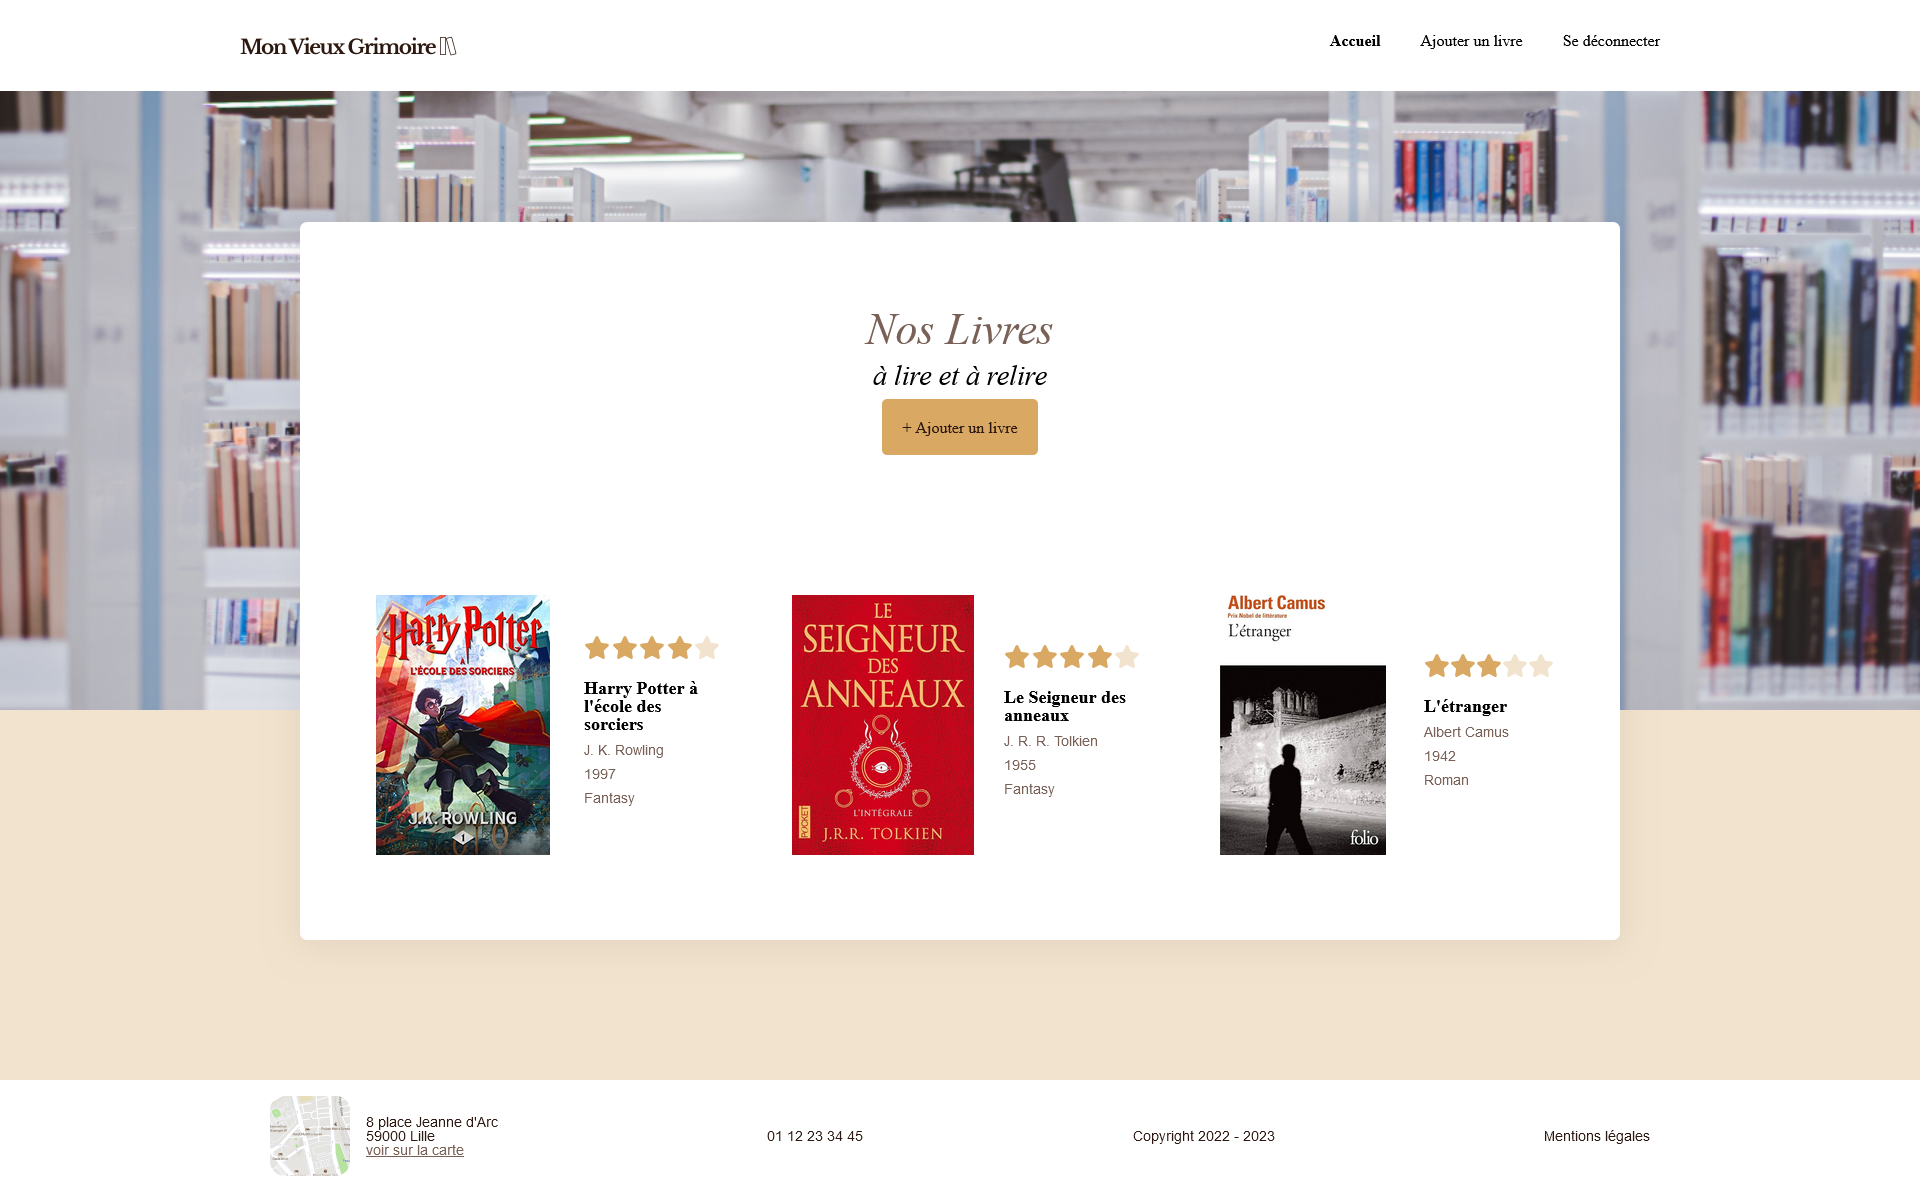 Mon Vieux Grimoire
Accueil
Ajouter un livre
Se déconnecter
Nos Livres
à lire et à relire
+ Ajouter un livre
Harry Potter
À
L'ÉCOLE DES SORCIERS
J.K. ROWLING
1
Harry Potter à
l'école des
sorciers
J. K. Rowling
1997
Fantasy
LE
SEIGNEUR
DES
ANNEAUX
L'INTÉGRALE
POCKET
J.R.R. TOLKIEN
Le Seigneur des
anneaux
J. R. R. Tolkien
1955
Fantasy
Albert Camus
Prix Nobel de littérature
L'étranger
folio
L'étranger
Albert Camus
1942
Roman
8 place Jeanne d'Arc
59000 Lille
voir sur la carte
01 12 23 34 45
Copyright 2022 - 2023
Mentions légales